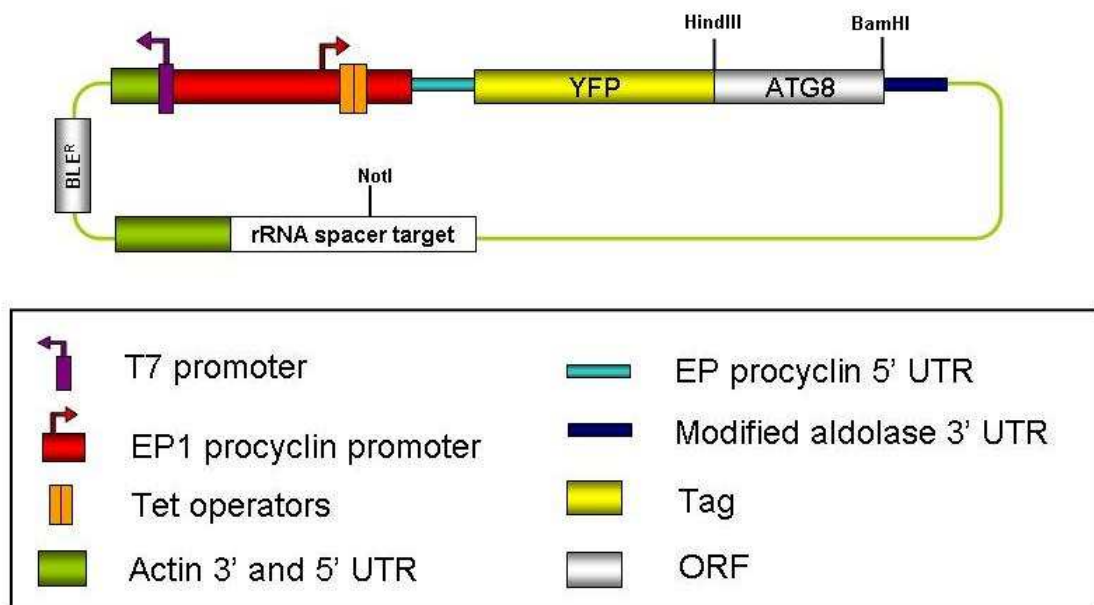 HindIII
BamHI
YFP
ATG8
BLE^R
NotI
rRNA spacer target
T7 promoter
EP1 procyclin promoter
Tet operators
Actin 3' and 5' UTR
EP procyclin 5' UTR
Modified aldolase 3' UTR
Tag
ORF